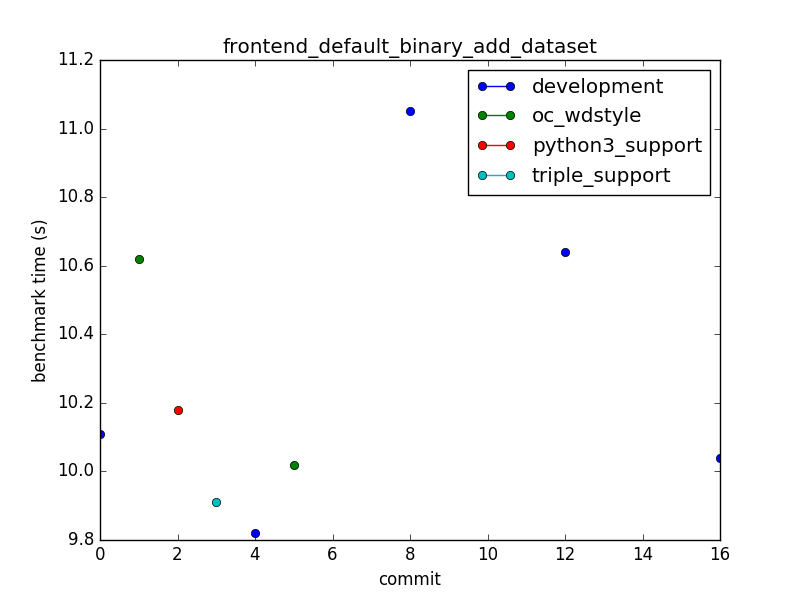 frontend_default_binary_add_dataset
development
oc_wdstyle
python3_support
triple_support
benchmark time (s)
11.2
11.0
10.8
10.6
10.4
10.2
10.0
9.8
0 2 4 6 8 10 12 14 16
commit